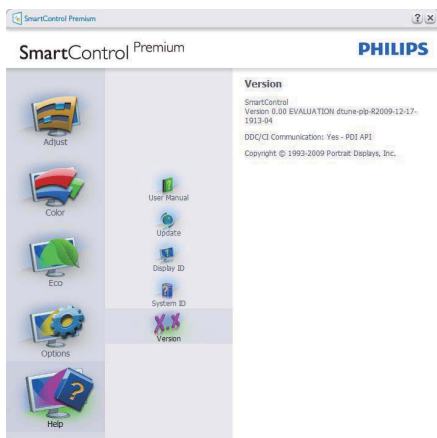 SmartControl Premium
SmartControl Premium
PHILIPS
Adjust
Color
Eco
Options
Help
User Manual
Update
Display ID
System ID
X.X
Version
Version
SmartControl
Version 0.00 EVALUATION dtune-plp-R2009-12-17-
1913-04
DDC/CI Communication: Yes - PDI API
Copyright © 1993-2009 Portrait Displays, Inc.